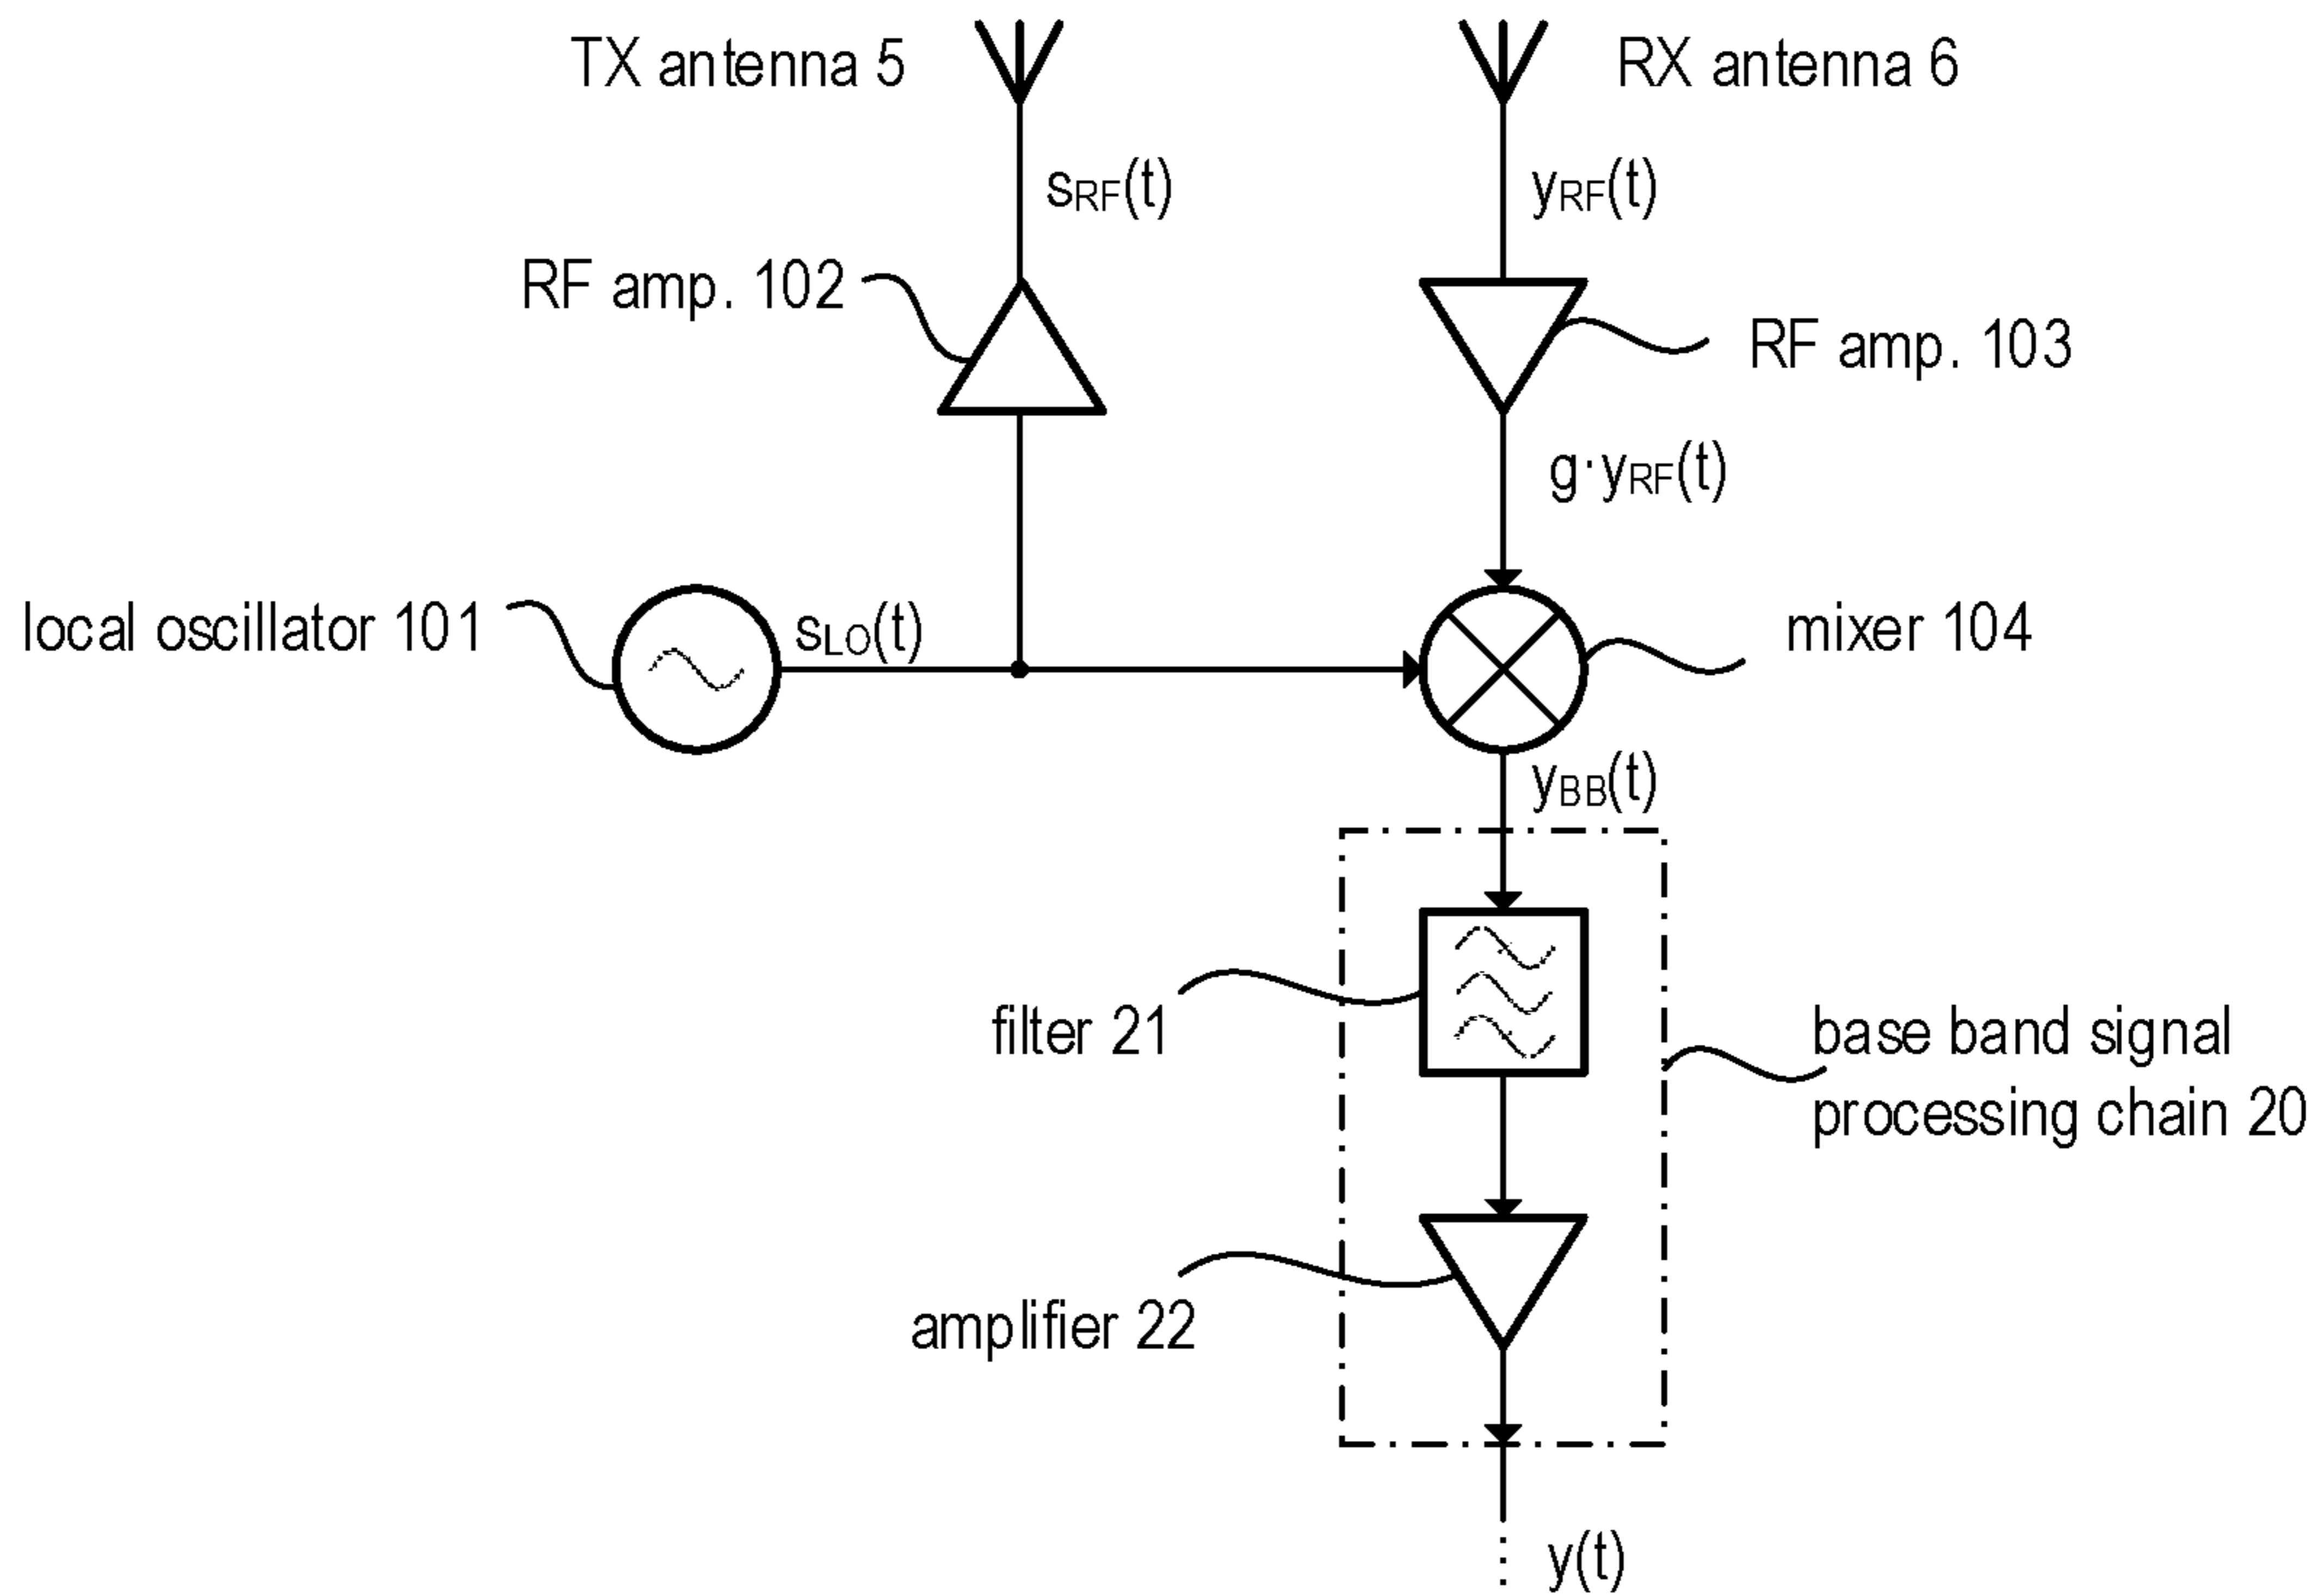 TX antenna 5
RX antenna 6
sRF(t)
yRF(t)
RF amp. 102
RF amp. 103
g·yRF(t)
local oscillator 101
sLO(t)
mixer 104
yBB(t)
filter 21
base band signal
processing chain 20
amplifier 22
y(t)